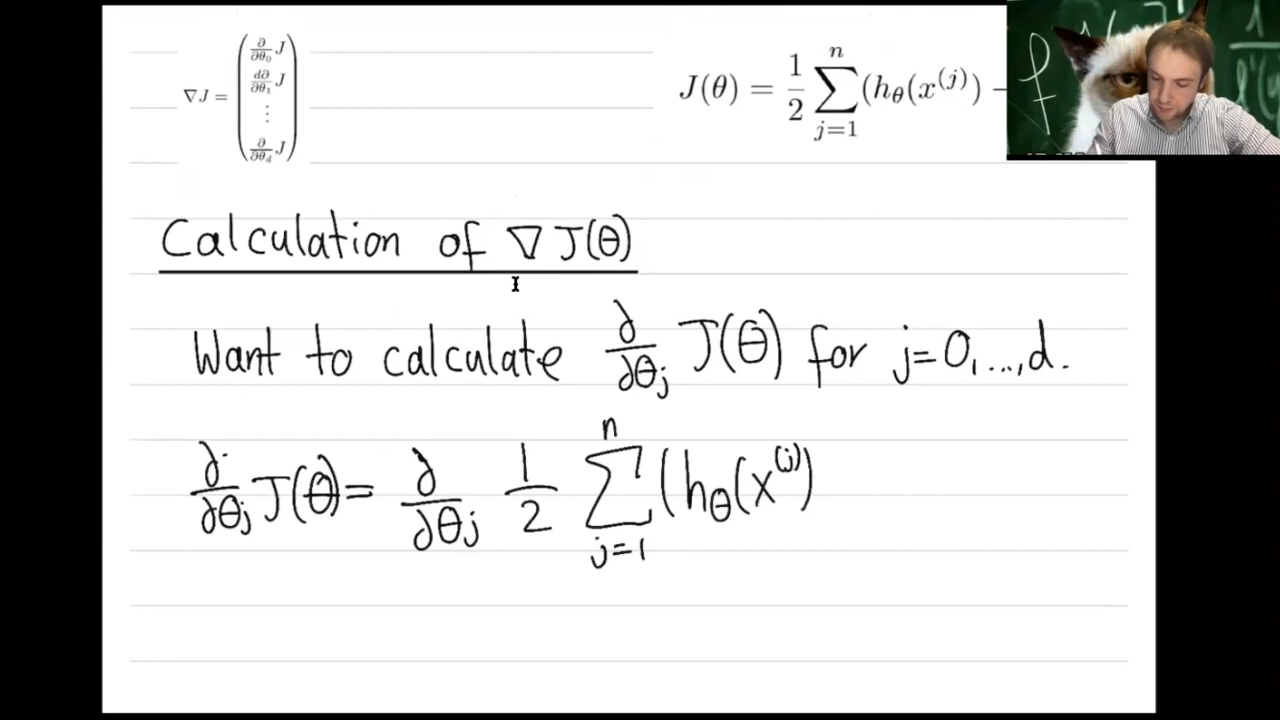 ∇J = ( ∂/∂θ₀ J  d∂/∂θ₁ J  ⋮  ∂/∂θ_d J )
J(θ) = 1/2 ∑_{j=1}^{n} (h_θ(x^{(j)}) −
Calculation of ∇ J(θ)
Want to calculate ∂/∂θ_j J(θ) for j=0,...,d.
∂/∂θ_j J(θ) = ∂/∂θ_j 1/2 ∑_{j=1}^{n} (h_θ(x^{(j)})